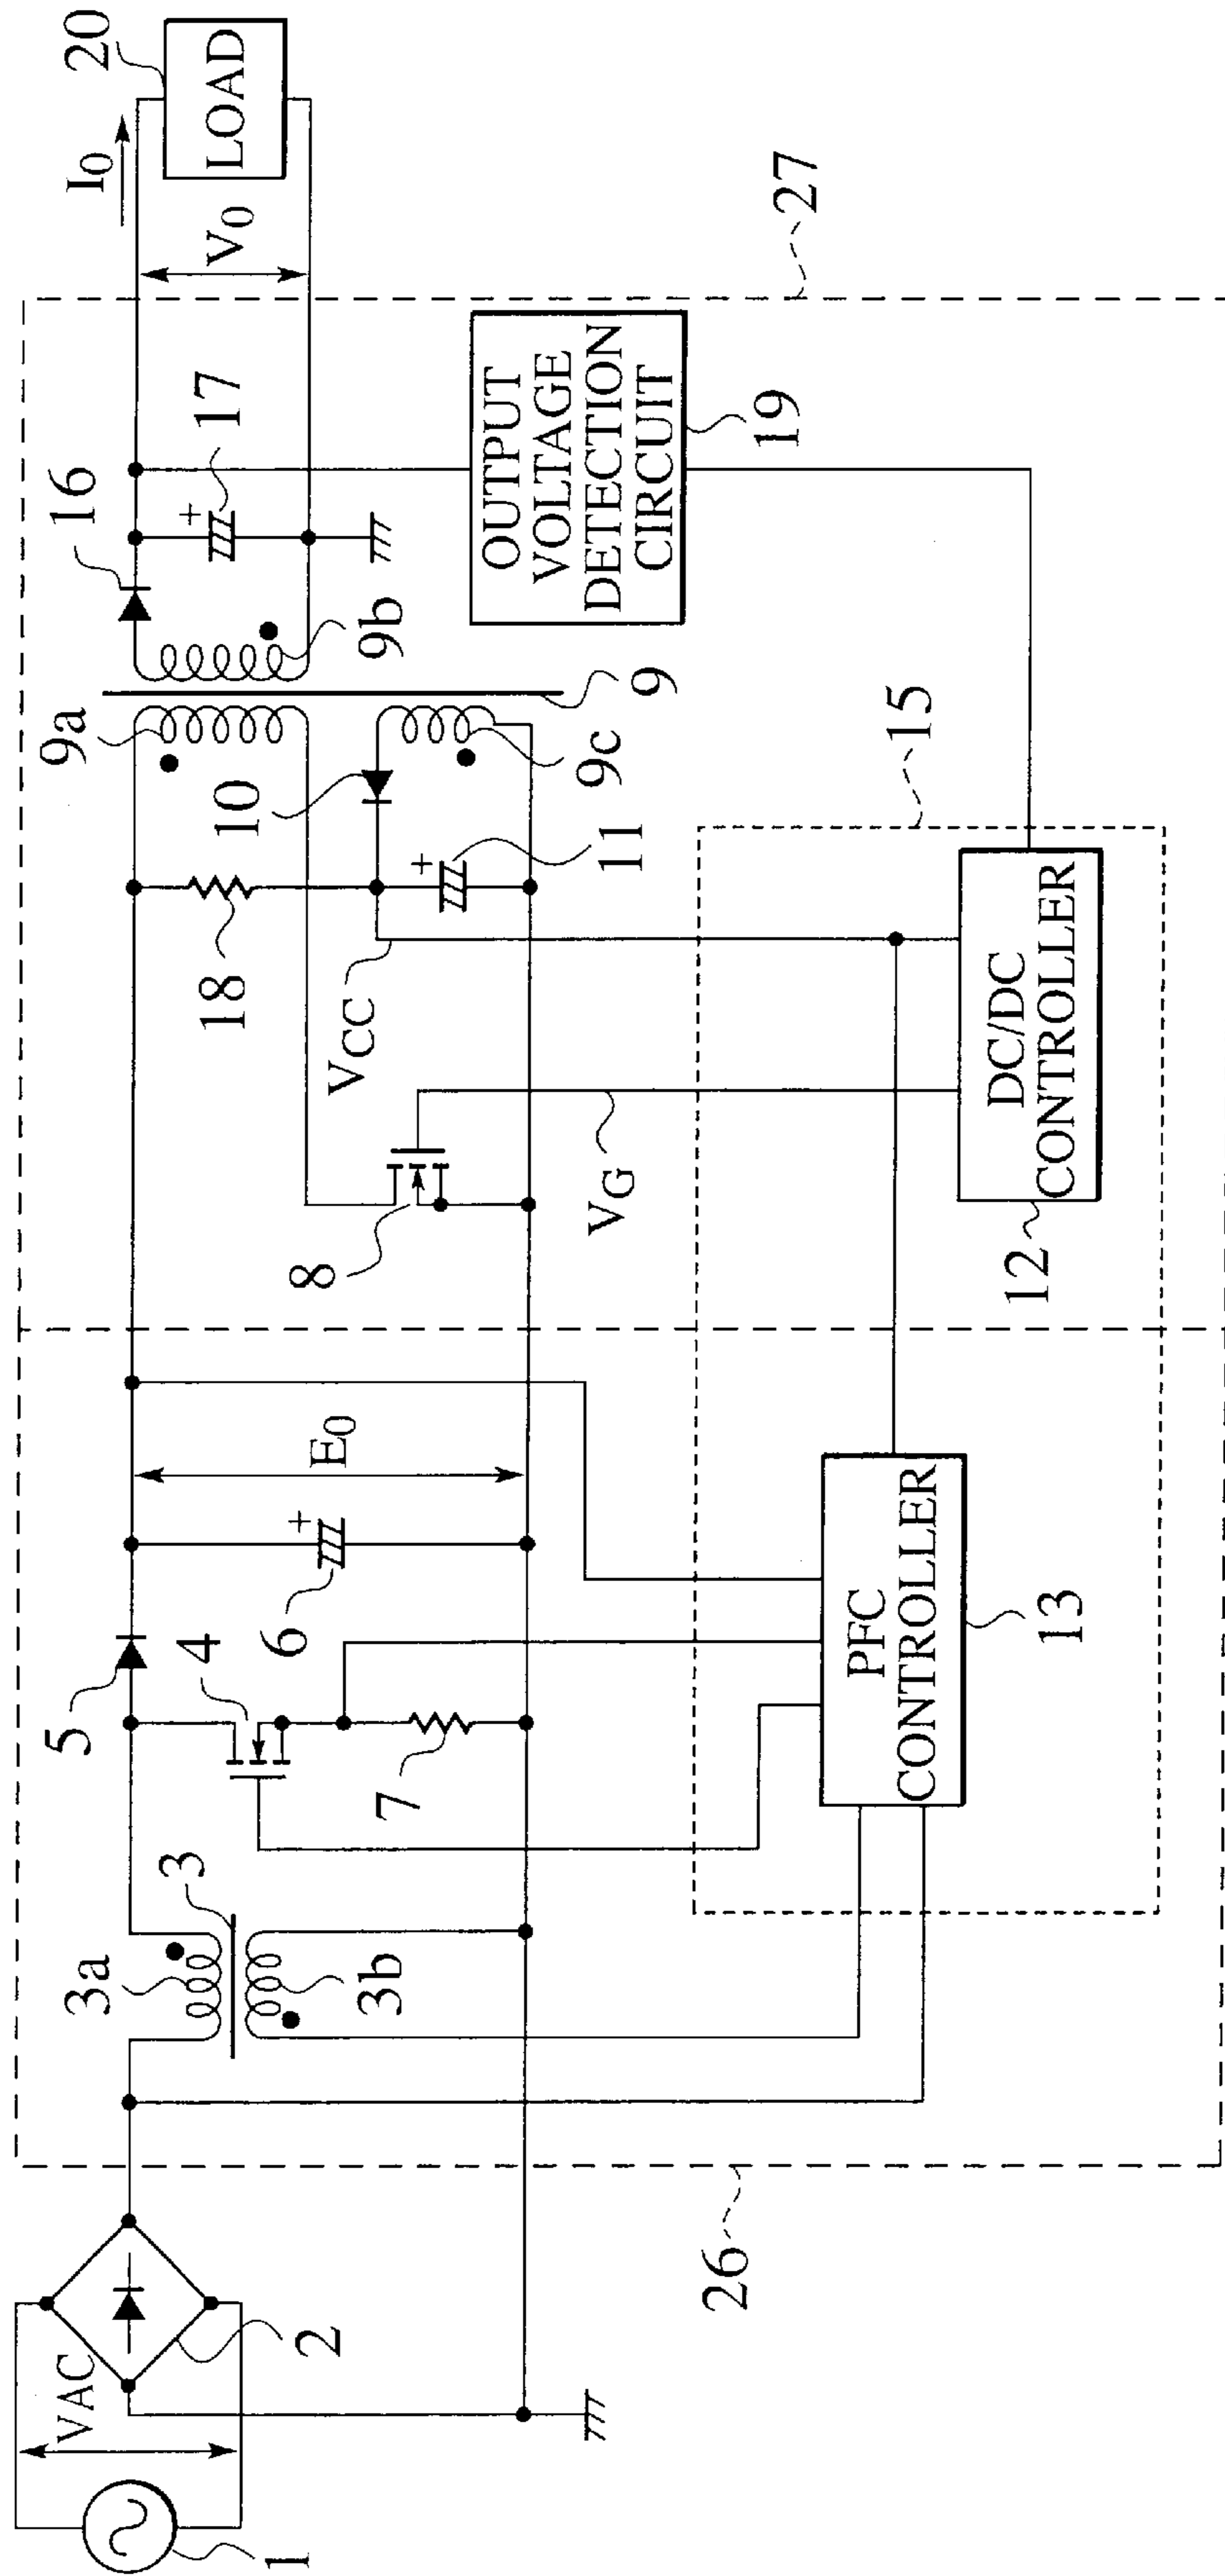 1
VAC
2
26
3
3a
3b
4
5
6
7
E0
8
9
9a
9b
9c
10
11
VCC
18
VG
16
17
I0
V0
LOAD
20
OUTPUT
VOLTAGE
DETECTION
CIRCUIT
19
27
15
PFC
CONTROLLER
13
DC/DC
CONTROLLER
12